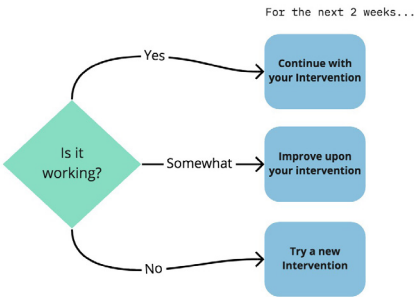 For the next 2 weeks...
Yes
Continue with
your Intervention
Is it
working?
Somewhat
Improve upon
your intervention
No
Try a new
Intervention